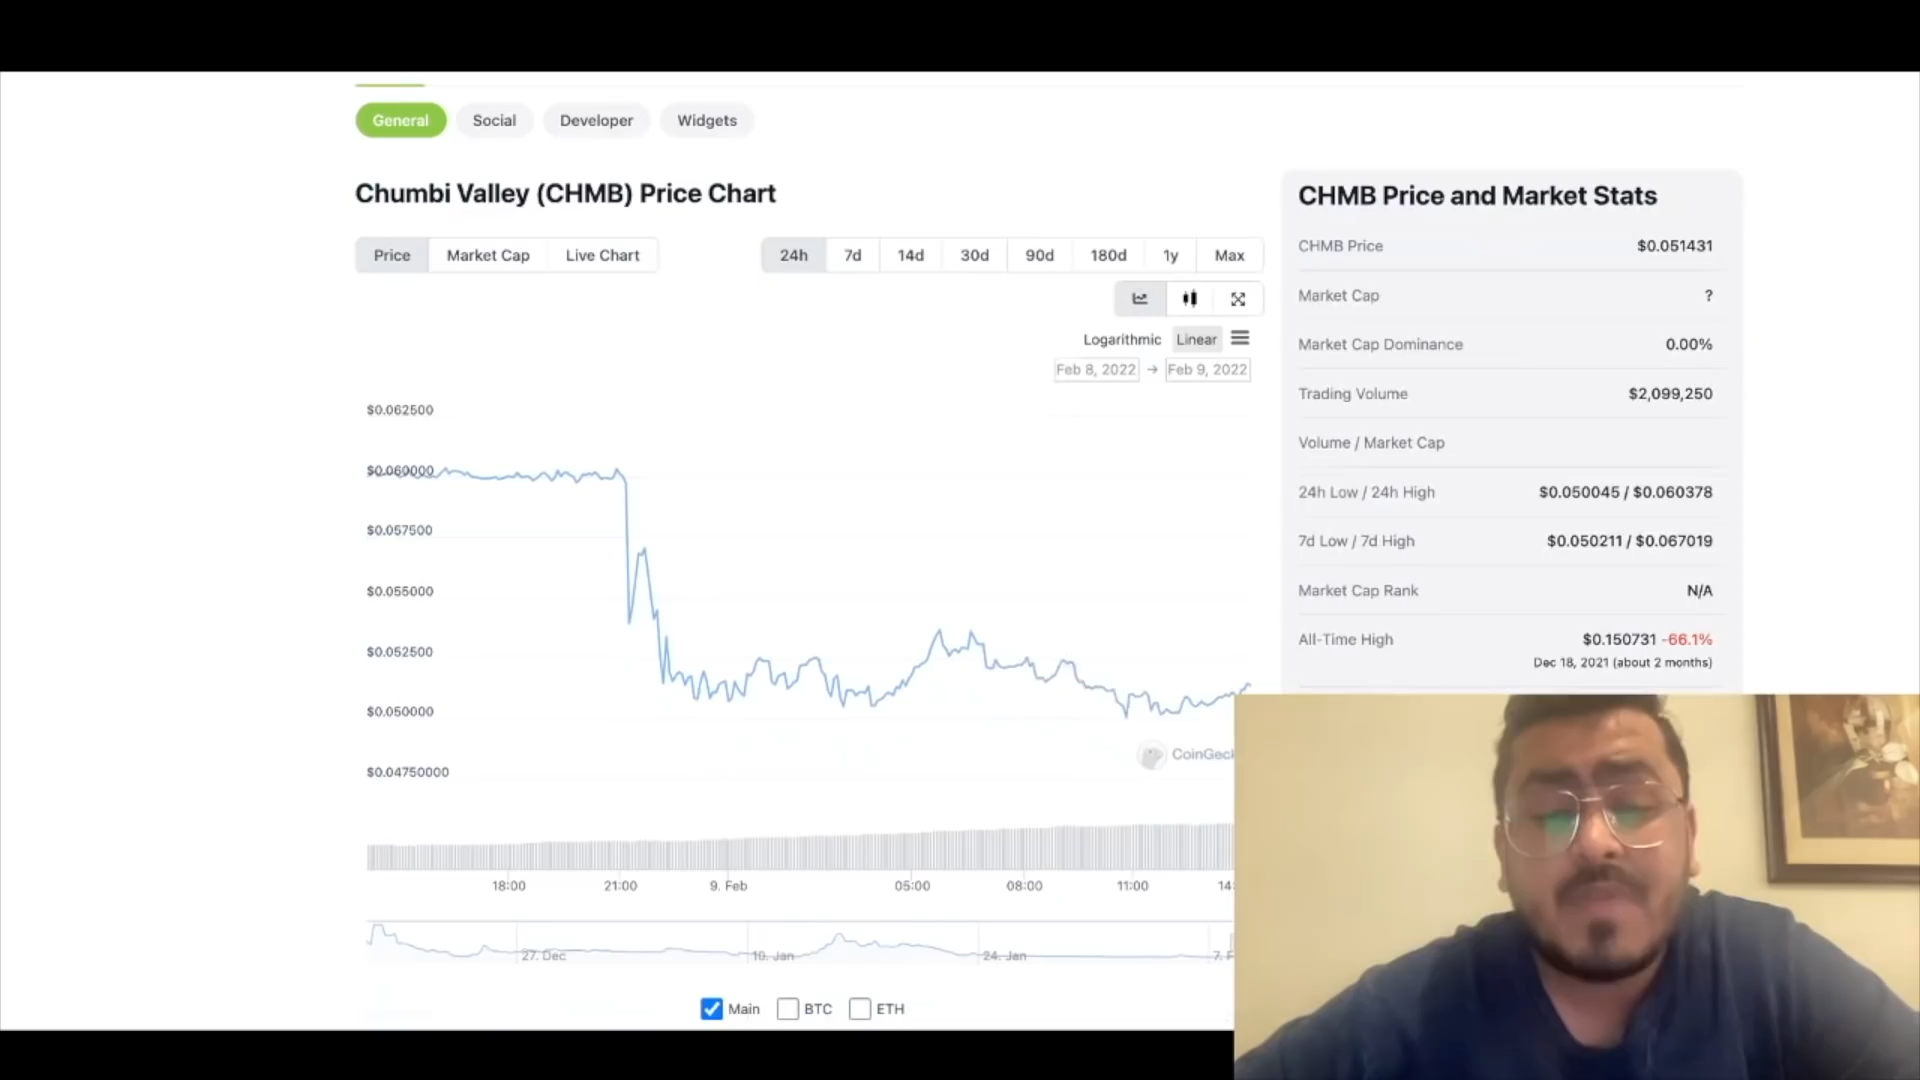 General Social Developer Widgets
Chumbi Valley (CHMB) Price Chart
Price Market Cap Live Chart
24h 7d 14d 30d 90d 180d 1y Max
Logarithmic Linear
Feb 8, 2022 → Feb 9, 2022
$0.062500
$0.060000
$0.057500
$0.055000
$0.052500
$0.050000
$0.04750000
18:00 21:00 9. Feb 05:00 08:00 11:00
27. Dec 10. Jan 24. Jan
Main BTC ETH
CHMB Price and Market Stats
CHMB Price $0.051431
Market Cap ?
Market Cap Dominance 0.00%
Trading Volume $2,099,250
Volume / Market Cap
24h Low / 24h High $0.050045 / $0.060378
7d Low / 7d High $0.050211 / $0.067019
Market Cap Rank N/A
All-Time High $0.150731 -66.1%
Dec 18, 2021 (about 2 months)